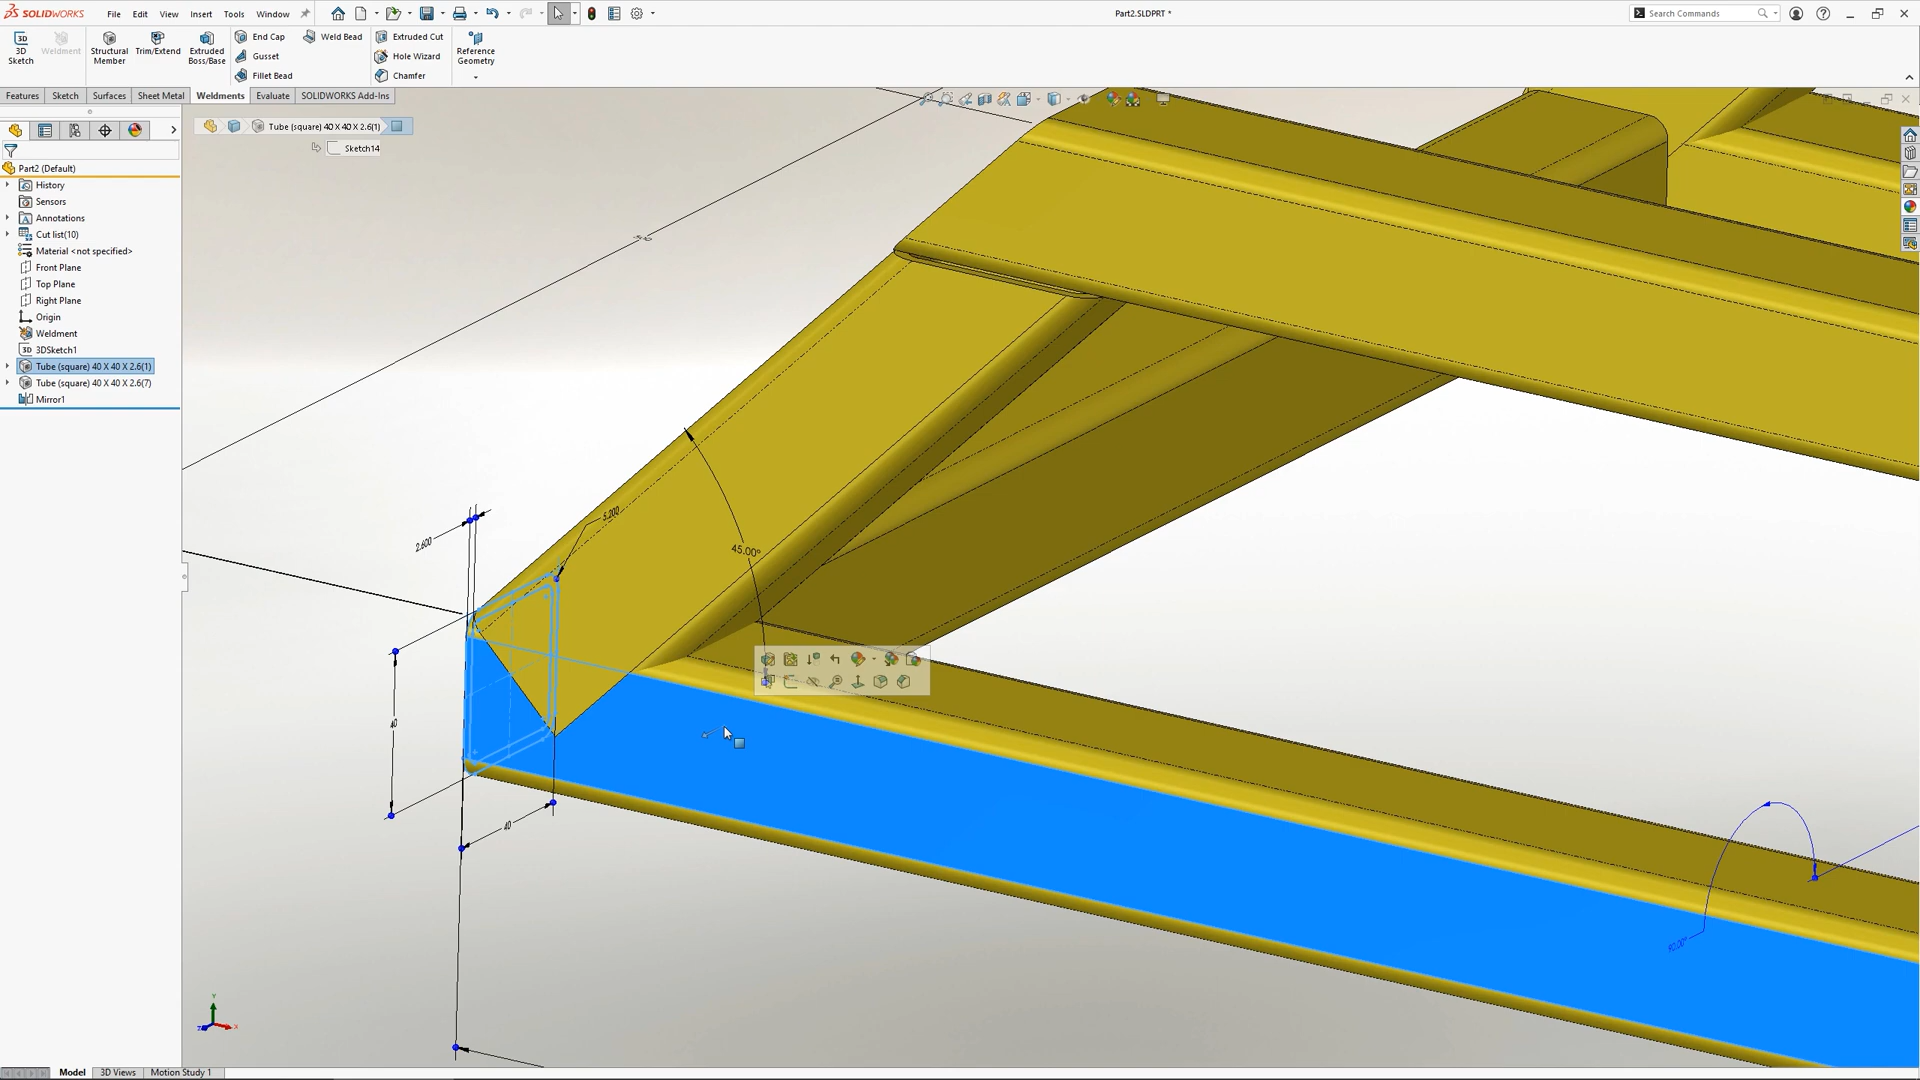 SOLIDWORKS
File
Edit
View
Insert
Tools
Window
Part2.SLDPRT *
Search Commands
3D
Sketch
Weldment
Structural
Member
Trim/Extend
Extruded
Boss/Base
End Cap
Gusset
Fillet Bead
Weld Bead
Extruded Cut
Hole Wizard
Chamfer
Reference
Geometry
Features
Sketch
Surfaces
Sheet Metal
Weldments
Evaluate
SOLIDWORKS Add-Ins
Tube (square) 40 X 40 X 2.6(1)
Sketch14
Part2 (Default)
History
Sensors
Annotations
Cut list(10)
Material <not specified>
Front Plane
Top Plane
Right Plane
Origin
Weldment
3DSketch1
Tube (square) 40 X 40 X 2.6(1)
Tube (square) 40 X 40 X 2.6(7)
Mirror1
5.200
2.600
45.00°
40
40
90.00°
Y
X
Z
Model
3D Views
Motion Study 1